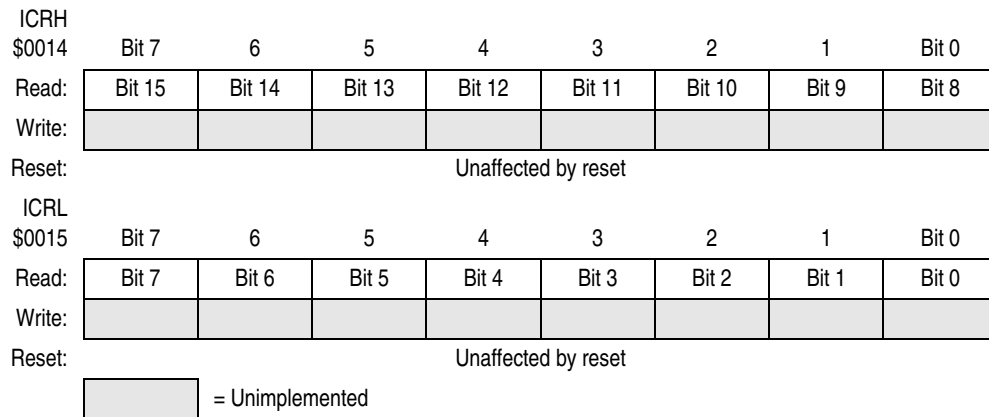 ICRH
$0014 Bit 7 6 5 4 3 2 1 Bit 0
Read: Bit 15 Bit 14 Bit 13 Bit 12 Bit 11 Bit 10 Bit 9 Bit 8
Write:
Reset: Unaffected by reset
ICRL
$0015 Bit 7 6 5 4 3 2 1 Bit 0
Read: Bit 7 Bit 6 Bit 5 Bit 4 Bit 3 Bit 2 Bit 1 Bit 0
Write:
Reset: Unaffected by reset
= Unimplemented